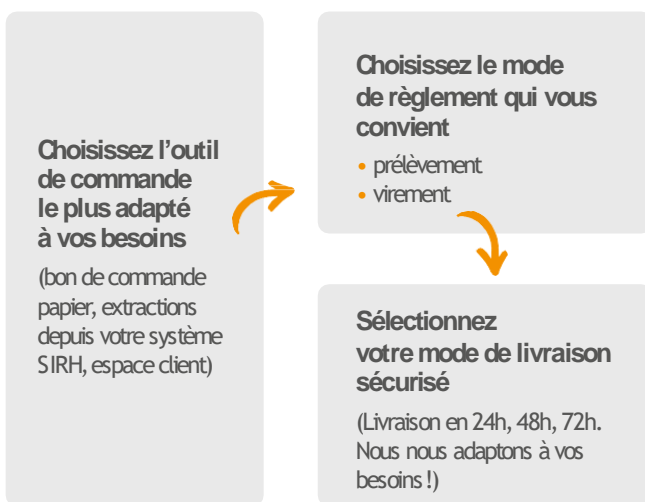 Choisissez l’outil
de commande
le plus adapté
à vos besoins
(bon de commande
papier, extractions
depuis votre système
SIRH, espace client)
Choisissez le mode
de règlement qui vous
convient
• prélèvement
• virement
Sélectionnez
votre mode de livraison
sécurisé
(Livraison en 24h, 48h, 72h.
Nous nous adaptons à vos
besoins !)